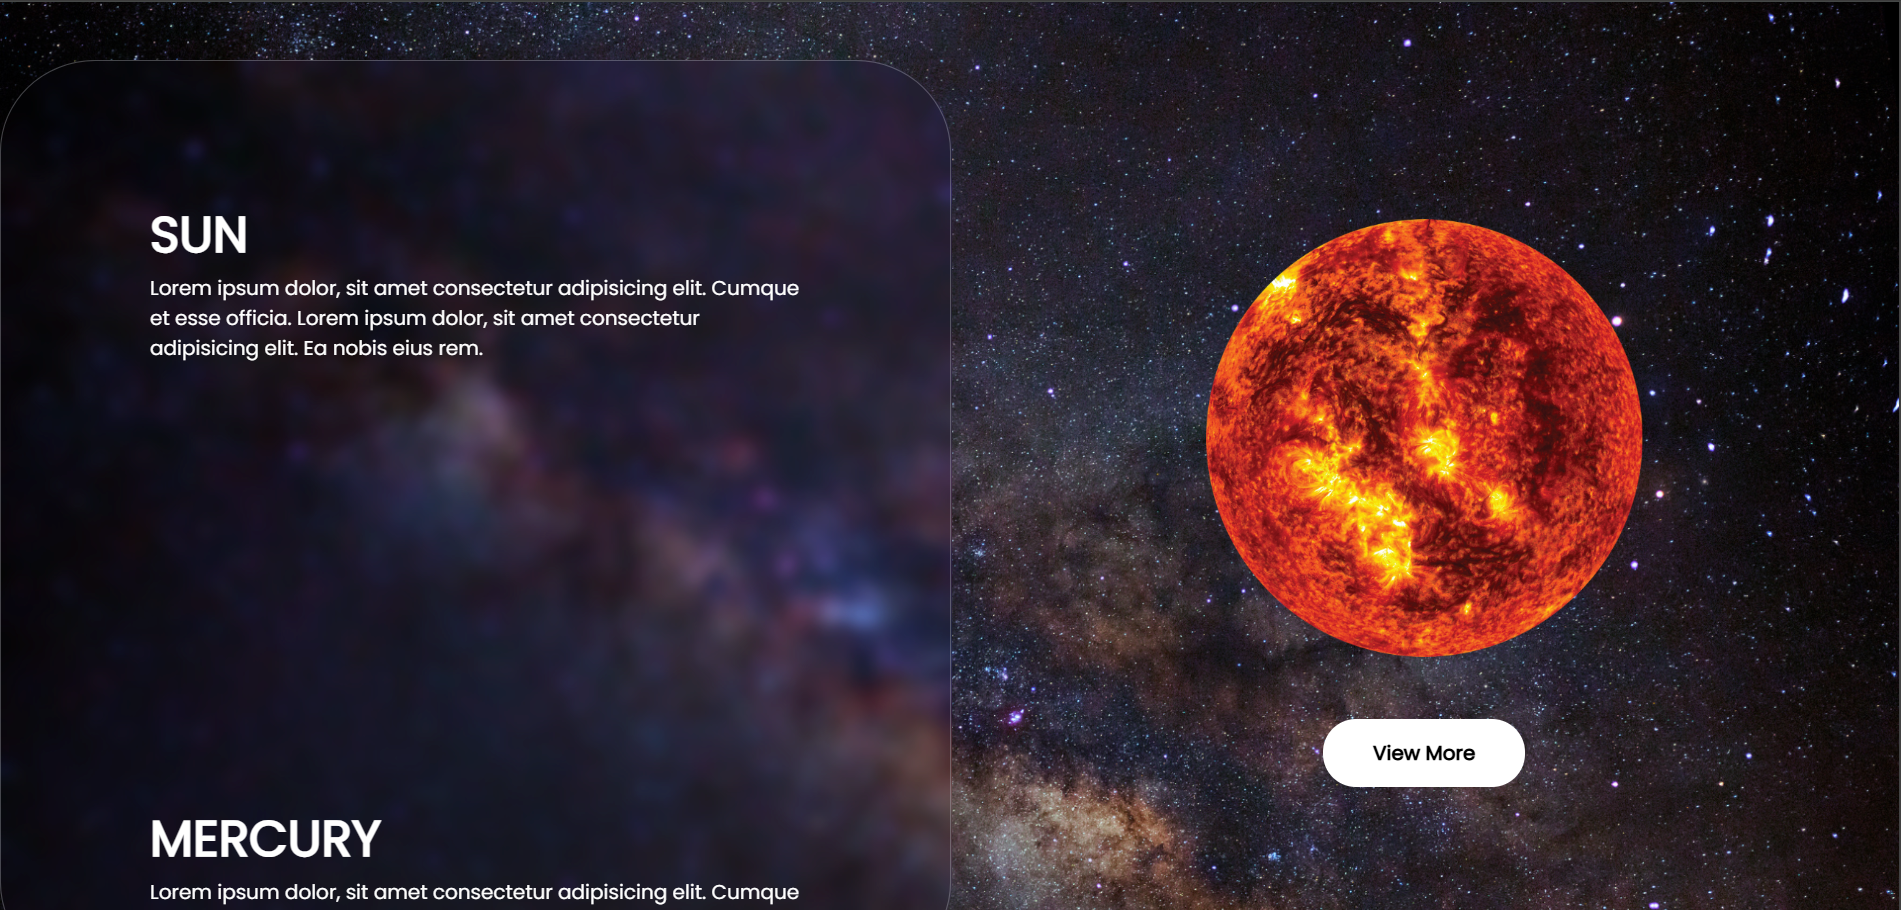 SUN
Lorem ipsum dolor, sit amet consectetur adipisicing elit. Cumque
et esse officia. Lorem ipsum dolor, sit amet consectetur
adipisicing elit. Ea nobis eius rem.
View More
MERCURY
Lorem ipsum dolor, sit amet consectetur adipisicing elit. Cumque